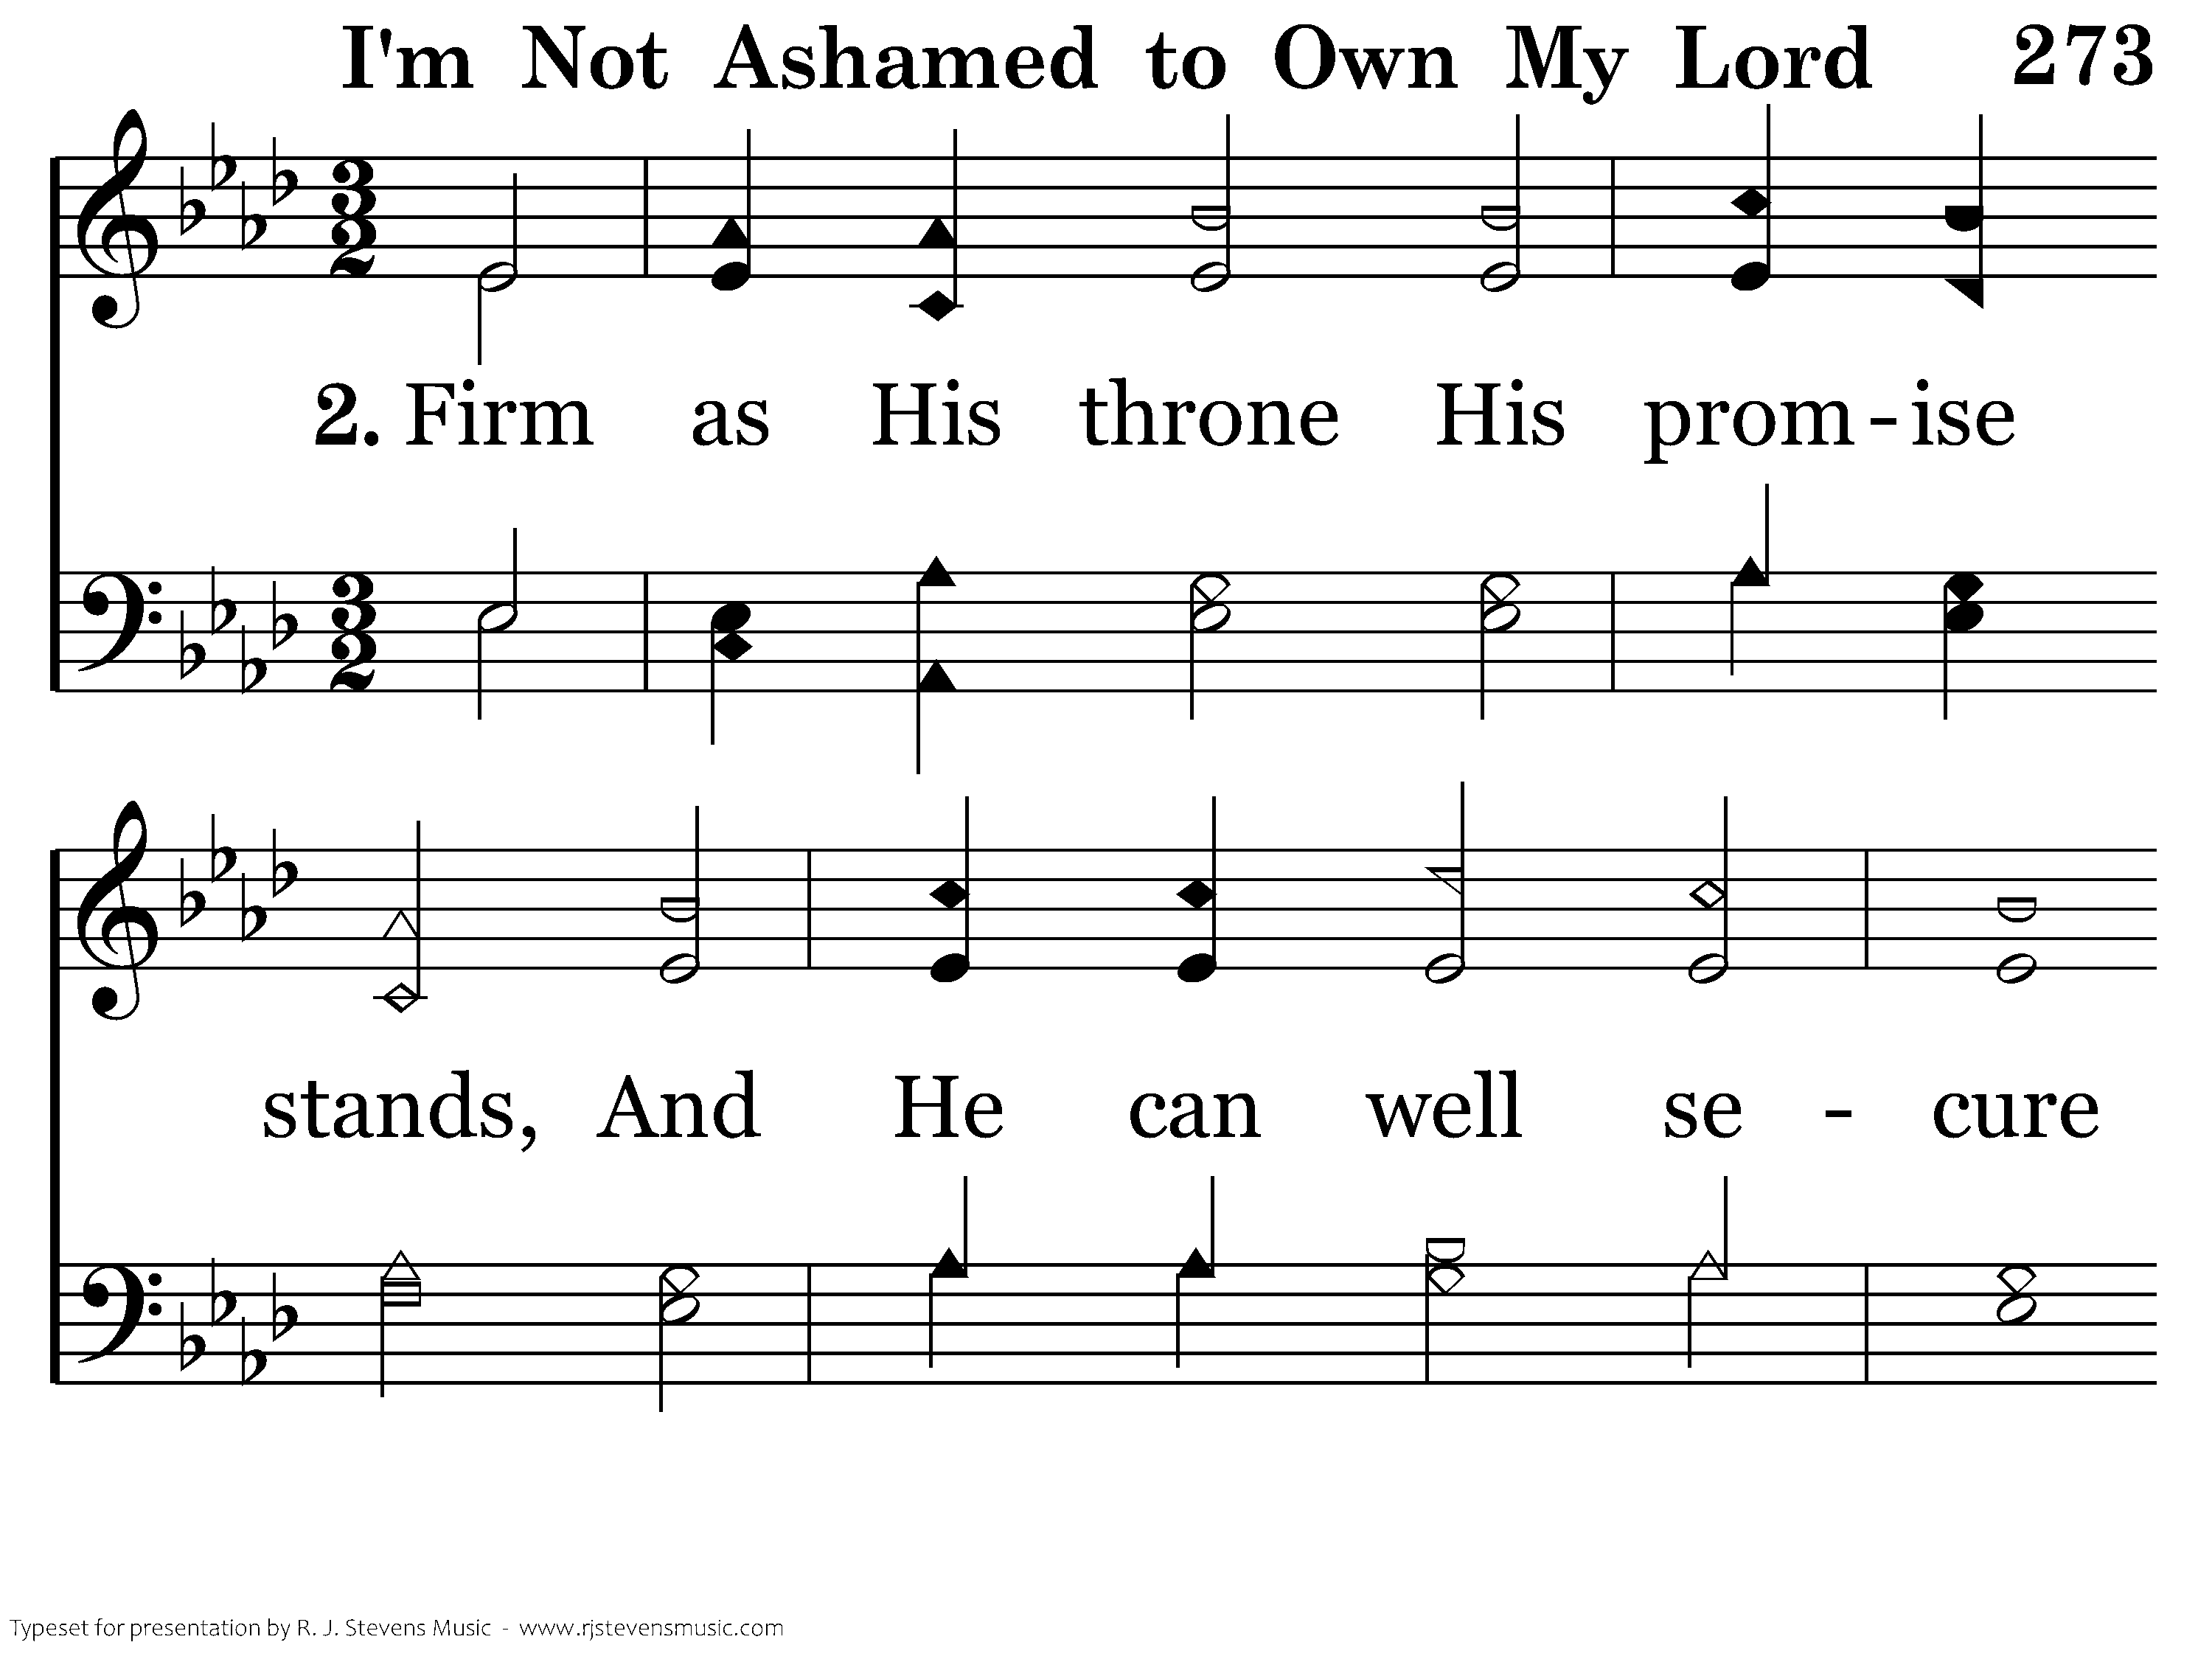 I'm Not Ashamed to Own My Lord 273
2. Firm as His throne His prom-ise
stands, And He can well se - cure
Typeset for presentation by R. J. Stevens Music - www.rjstevensmusic.com